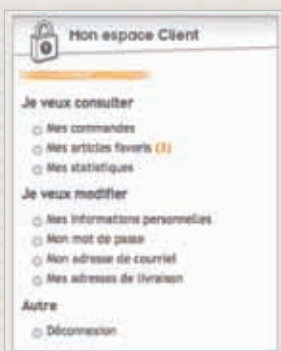 Mon espace Client
Je veux consulter
Mes commandes
Mes articles favoris (3)
Mes statistiques
Je veux modifier
Mes informations personnelles
Mon mot de passe
Mon adresse de courriel
Mes adresses de livraison
Autre
Déconnexion